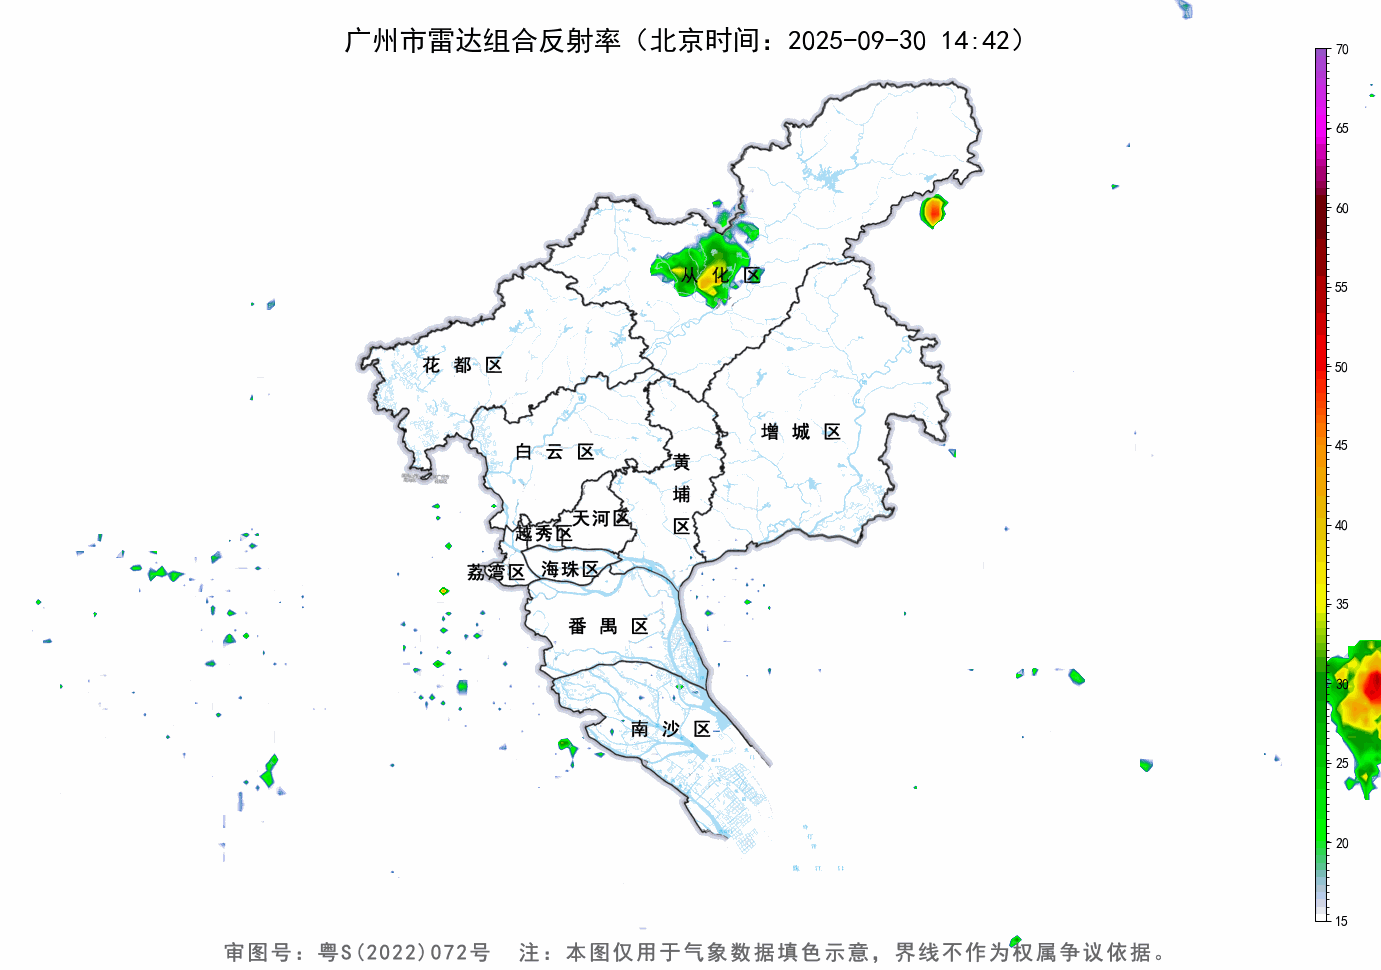 广州市雷达组合反射率（北京时间：2025-09-30 14:42）
70
65
60
55
50
45
40
35
30
25
20
15
从化区
花都区
增城区
白云区
黄埔区
天河区
越秀区
荔湾区
海珠区
番禺区
南沙区
审图号：粤S(2022)072号 注：本图仅用于气象数据填色示意，界线不作为权属争议依据。